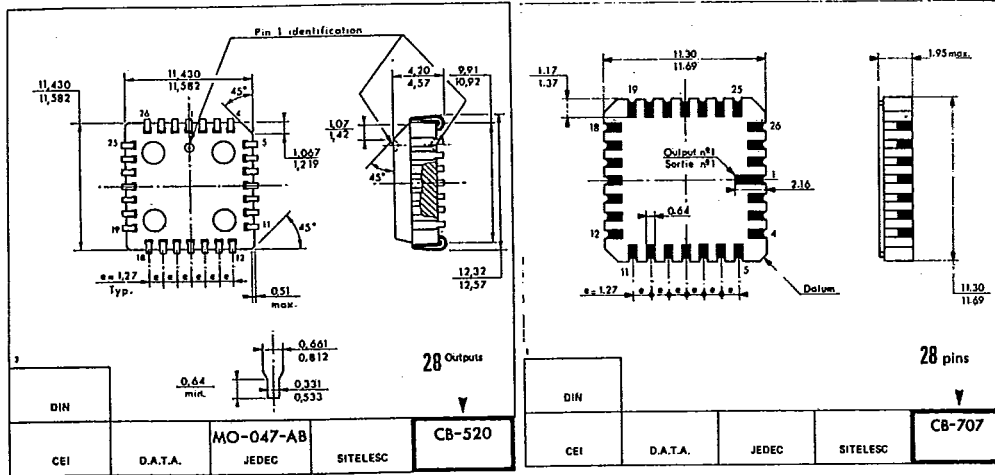 Pin 1 identification
11,430
11,582
45°
4,20
4,57
9,91
10,92
11,430
11,582
26
4
25
5
1,067
1,219
1,07
1,42
45°
19
11
45°
18
12
e = 1,27
Typ.
e
e
e
e
e
0,51
max.
12,32
12,57
0,661
0,812
0,64
min.
0,331
0,533
28 Outputs
DIN
CEI
D.A.T.A.
MO-047-AB
JEDEC
SITELESC
CB-520
11.30
11.69
1.95 max.
1.17
1.37
19
25
18
26
Output nº1
Sortie nº1
1
2.16
0.64
12
4
11
5
e = 1.27
e
e
e
e
e
e
Datum
11.30
11.69
28 pins
DIN
CEI
D.A.T.A.
JEDEC
SITELESC
CB-707